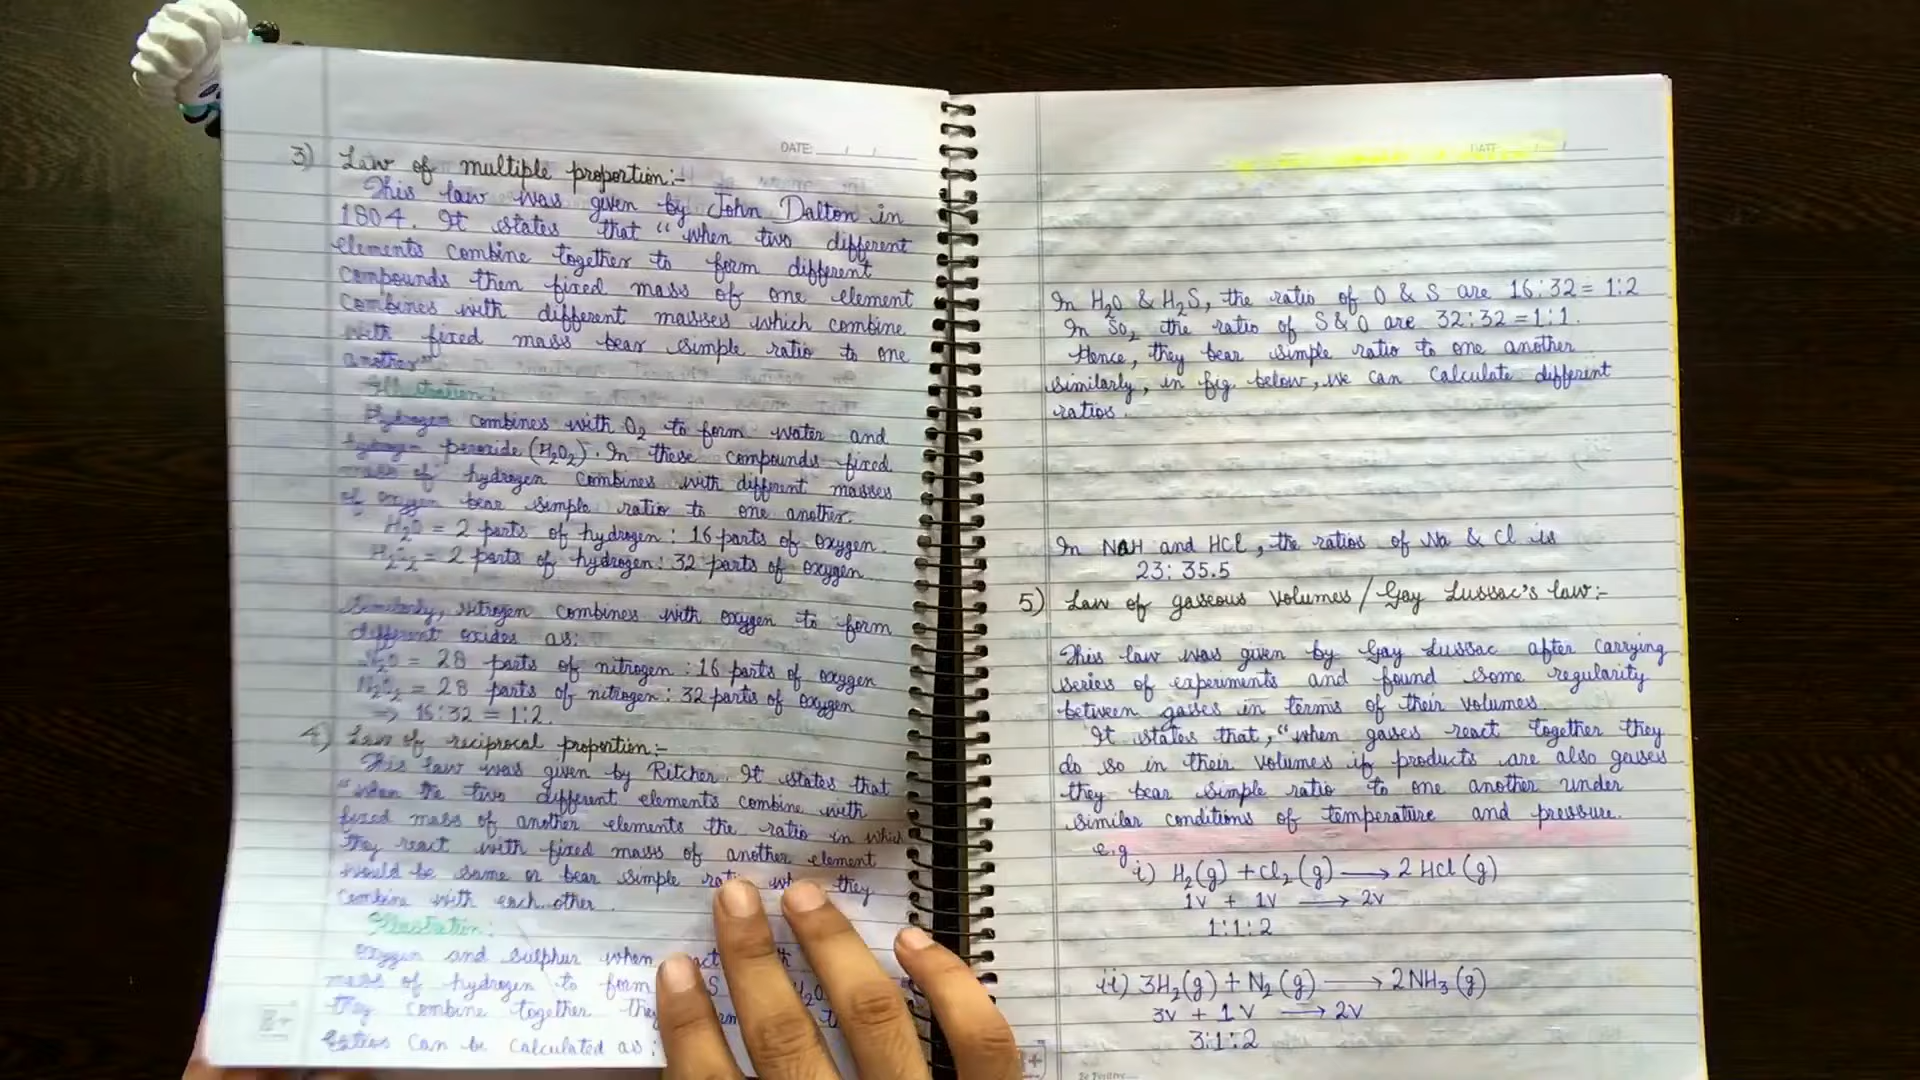 DATE: __/__/__
3) Law of multiple proportion:-
This law was given by John Dalton in
1804. It states that "when two different
elements combine together to form different
compounds then fixed mass of one element
combines with different masses which combine
with fixed mass bear simple ratio to one
another"
Illustration:
Hydrogen combines with O₂ to form water and
hydrogen peroxide (H₂O₂). In these compounds fixed
mass of hydrogen combines with different masses
of oxygen bear simple ratio to one another.
H₂O = 2 parts of hydrogen : 16 parts of oxygen.
H₂O₂ = 2 parts of hydrogen : 32 parts of oxygen
Similarly, nitrogen combines with oxygen to form
different oxides as:
N₂O = 28 parts of nitrogen : 16 parts of oxygen
N₂O₂ = 28 parts of nitrogen : 32 parts of oxygen
⇒ 16:32 = 1:2.
4) Law of reciprocal proportion:-
This law was given by Ritcher. It states that
"when the two different elements combine with
fixed mass of another elements the ratio in which
they react with fixed mass of another element
would be same or bear simple they
combine with each other.
Illustration:
oxygen and sulphur when
mass of hydrogen to form
they combine together
ratios can be calculated as:
DATE
In H₂O & H₂S, the ratio of O & S are 16:32 = 1:2
In SO₂ the ratio of S & O are 32:32 = 1:1.
Hence, they bear simple ratio to one another
similarly, in fig. below, we can calculate different
ratios.
In NaH and HCl, the ratios of Na & Cl is
23: 35.5
5) Law of gaseous volumes / Gay Lussac's law:-
This law was given by Gay Lussac after carrying
series of experiments and found some regularity
between gases in terms of their volumes.
It states that, "when gases react together they
do so in their volumes if products are also gases
they bear simple ratio to one another under
similar conditions of temperature and pressure.
e.g
i) H₂(g) + Cl₂(g) ⟶ 2 HCl (g)
1v + 1v ⟶ 2v
1:1:2
ii) 3H₂(g) + N₂(g) ⟶ 2NH₃(g)
3v + 1v ⟶ 2v
3:1:2